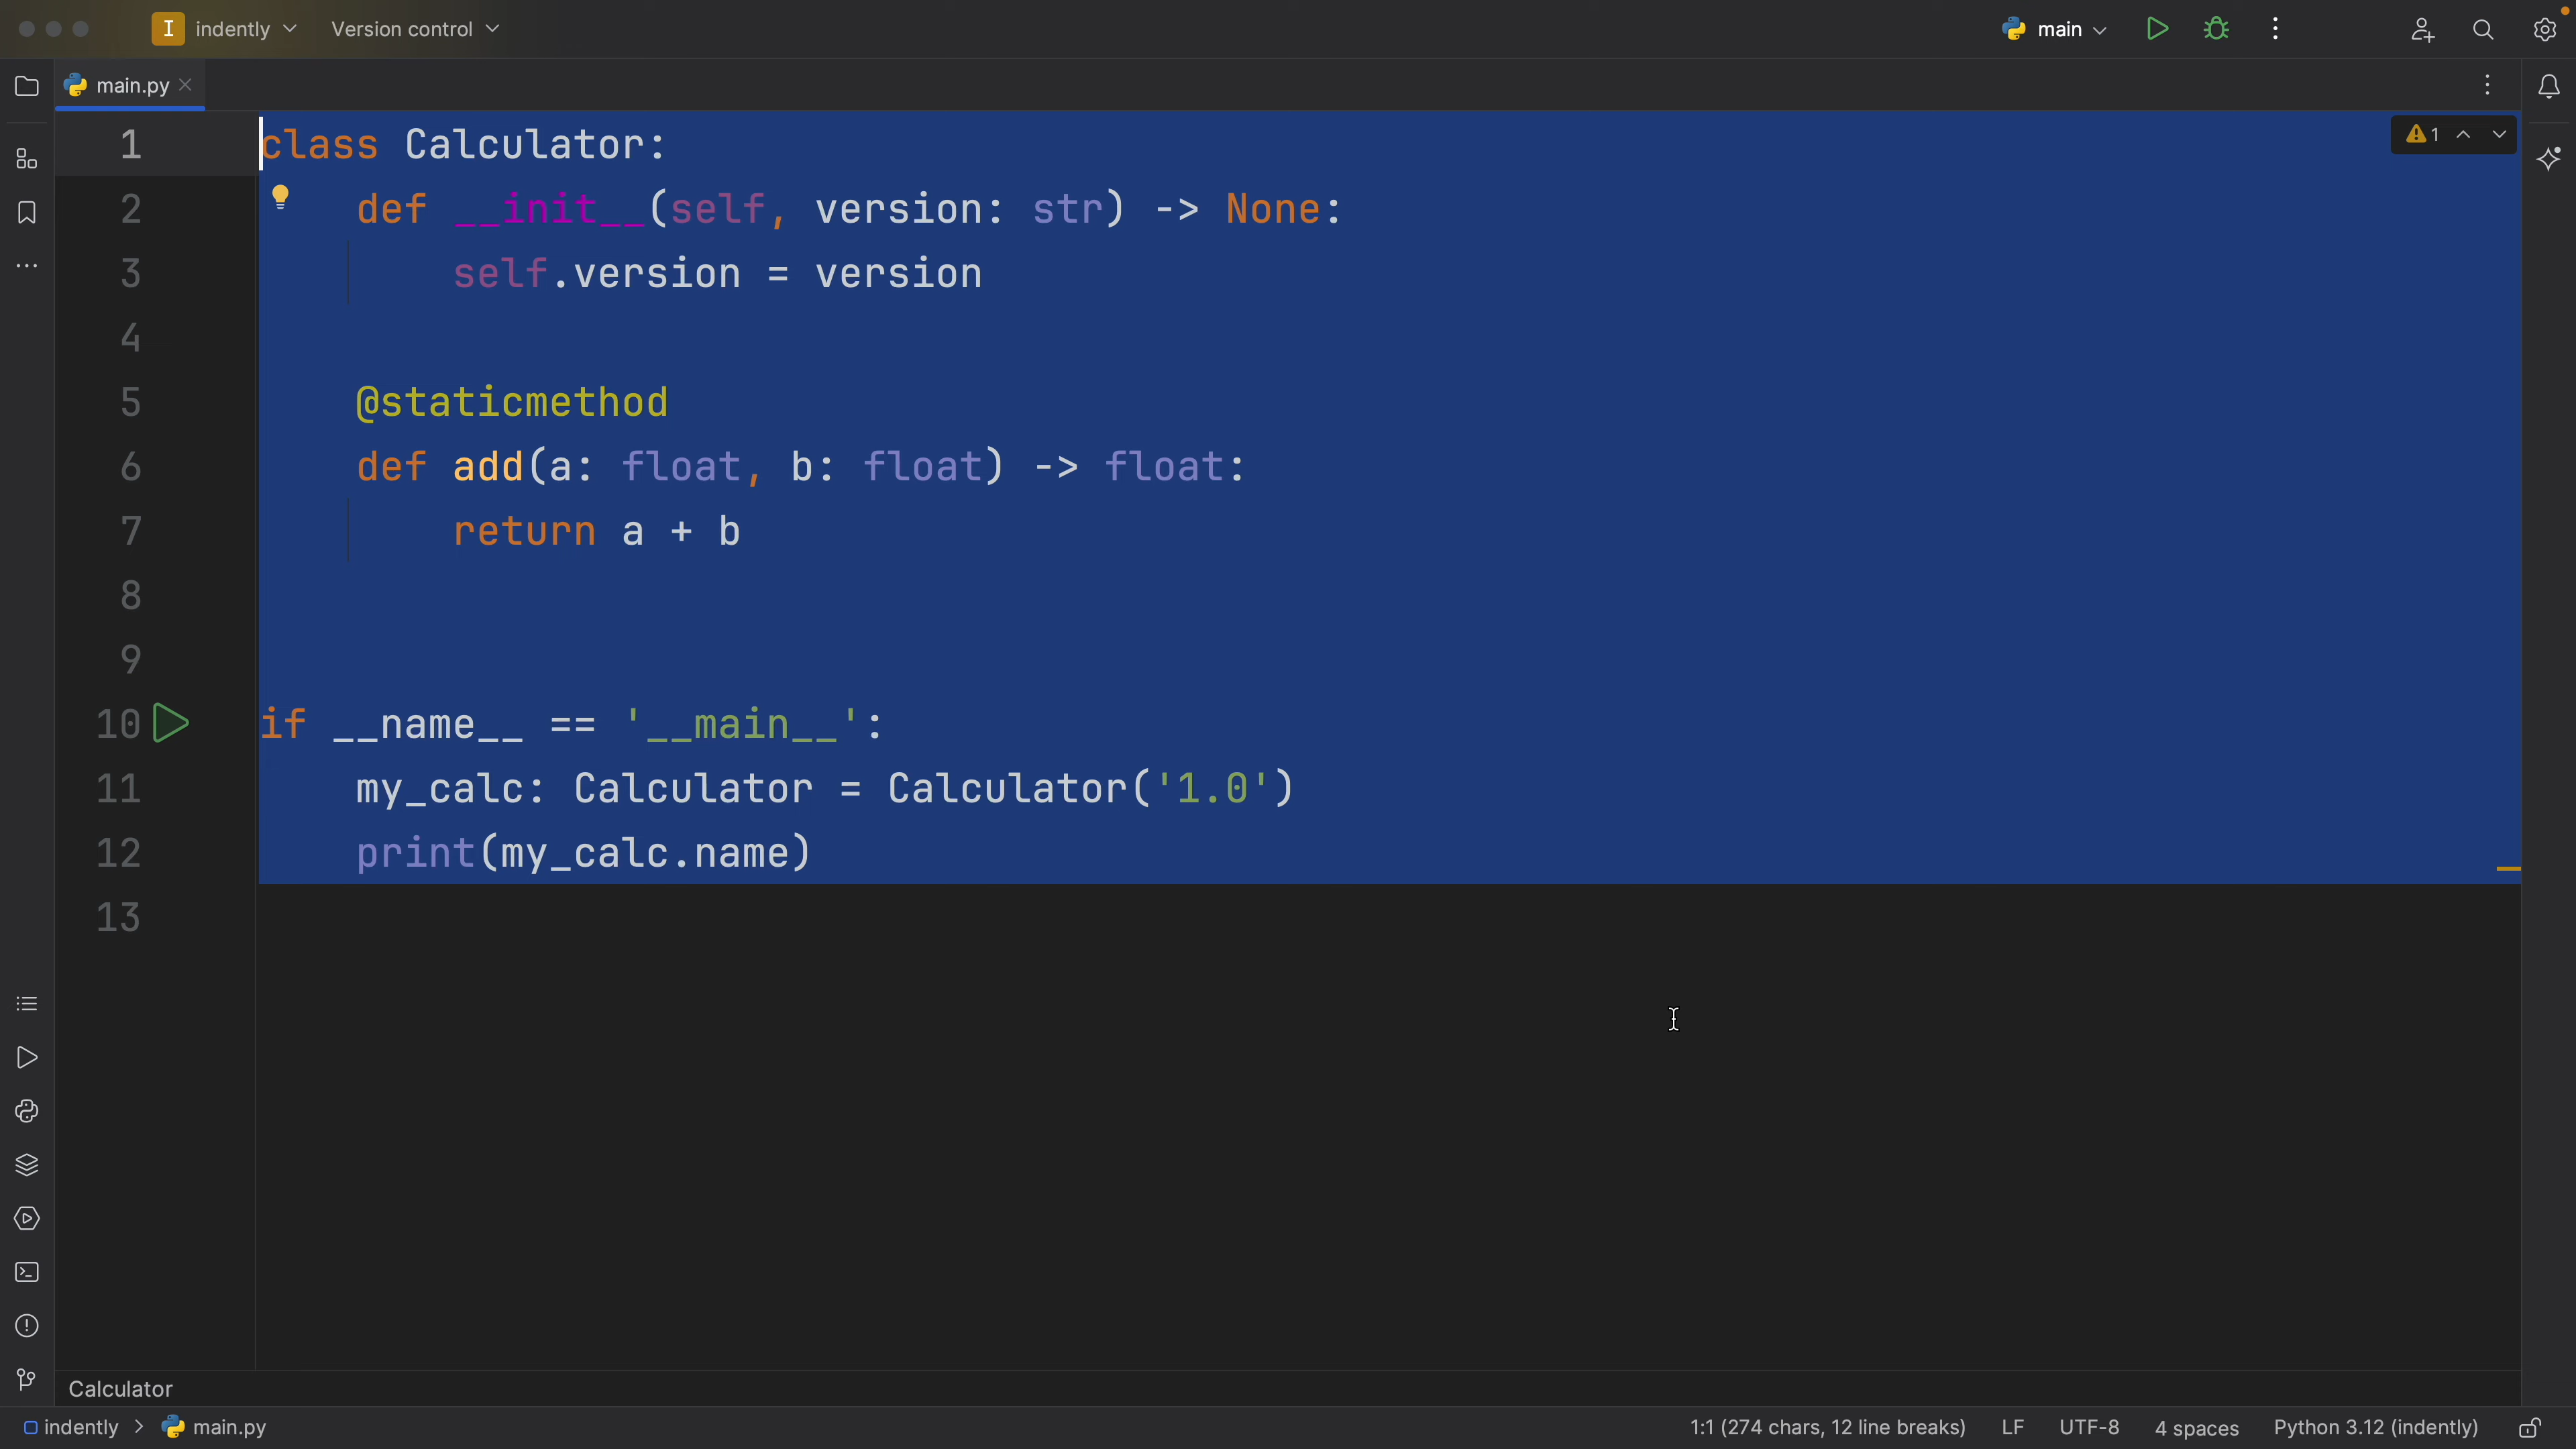 I indently Version control main
main.py
1 class Calculator: 1
2     def __init__(self, version: str) -> None:
3         self.version = version
4
5     @staticmethod
6     def add(a: float, b: float) -> float:
7         return a + b
8
9
10 if __name__ == '__main__':
11     my_calc: Calculator = Calculator('1.0')
12     print(my_calc.name)
13
Calculator
indently > main.py 1:1 (274 chars, 12 line breaks) LF UTF-8 4 spaces Python 3.12 (indently)